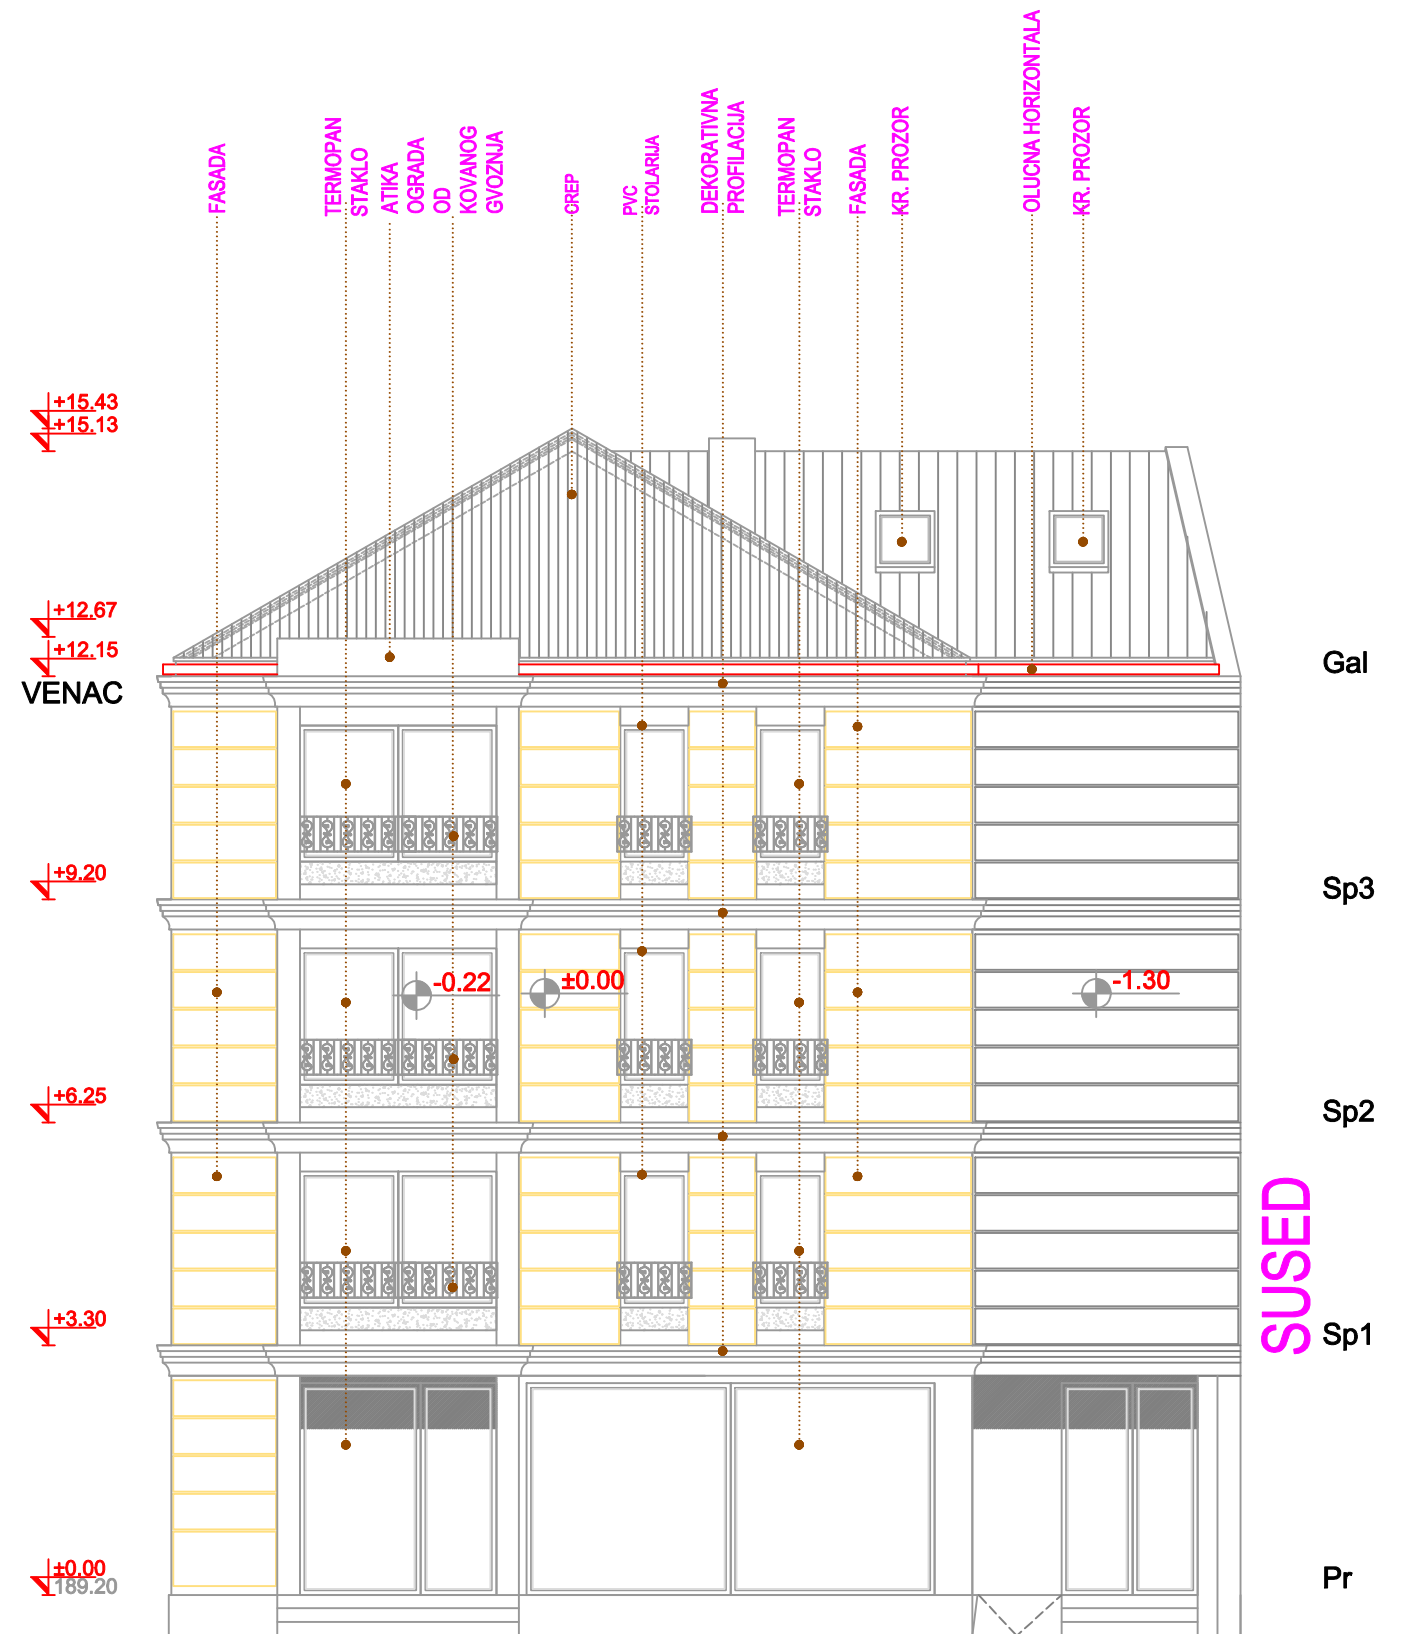 FASADA
TERMOPAN
STAKLO
ATIKA
OGRADA
OD
KOVANOG
GVOZNJA
CREP
PVC
STOLARIJA
DEKORATIVNA
PROFILACIJA
TERMOPAN
STAKLO
FASADA
KR. PROZOR
OLUCNA HORIZONTALA
KR. PROZOR
+15.43
+15.13
+12.67
+12.15
VENAC
Gal
+9.20
Sp3
-0.22
±0.00
-1.30
+6.25
Sp2
SUSED
+3.30
Sp1
±0.00
189.20
Pr